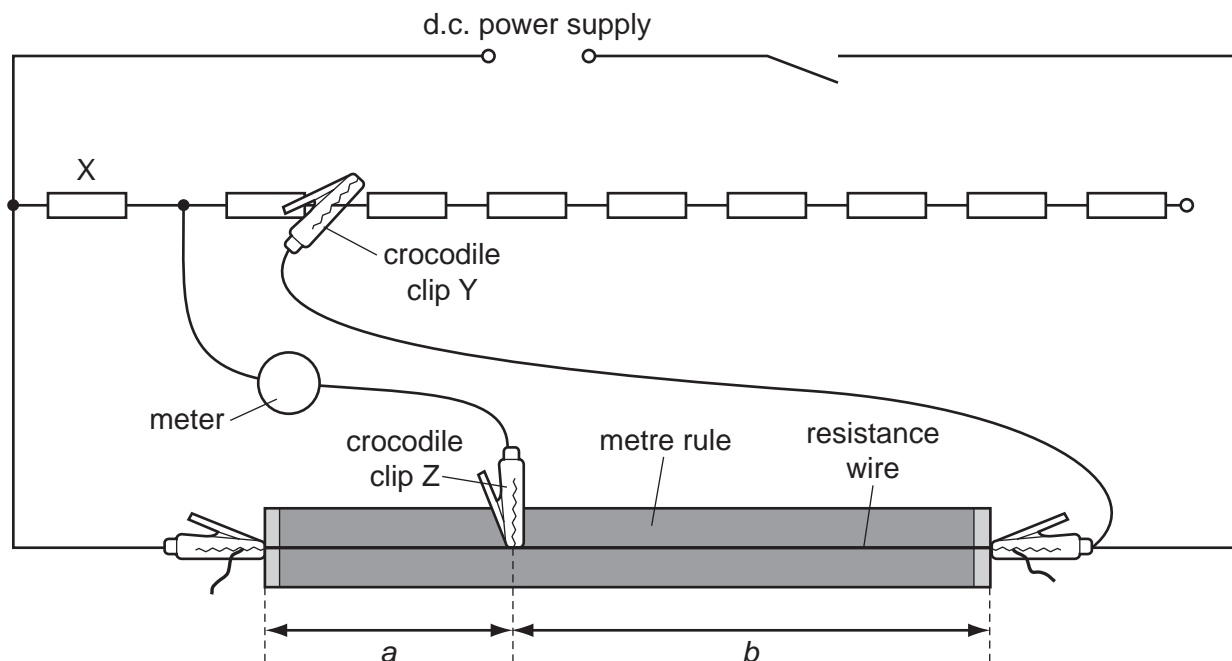 d.c. power supply
X
crocodile
clip Y
meter
crocodile
clip Z
metre rule
resistance
wire
a
b